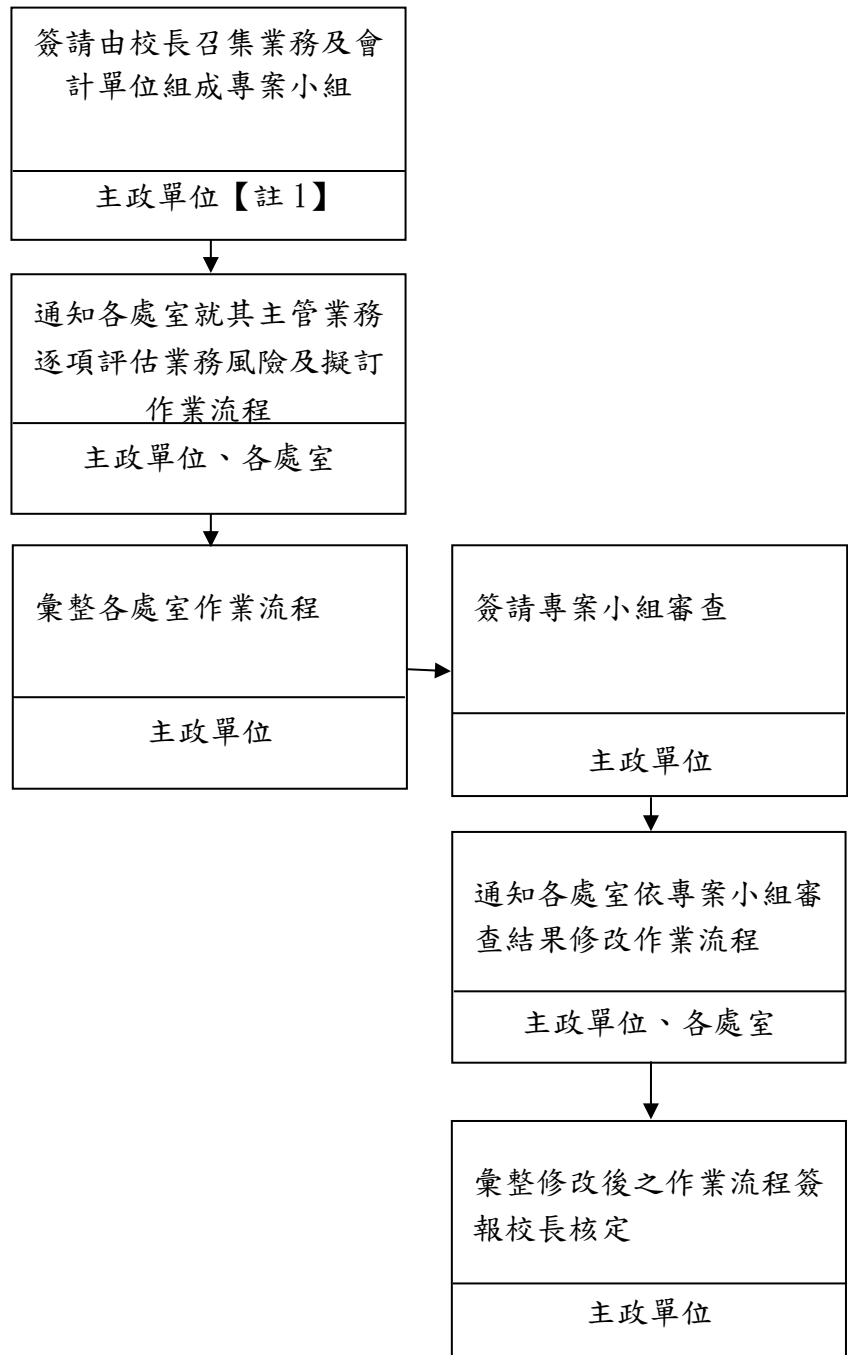 簽請由校長召集業務及會
計單位組成專案小組
主政單位【註1】
通知各處室就其主管業務
逐項評估業務風險及擬訂
作業流程
主政單位、各處室
彙整各處室作業流程
主政單位
簽請專案小組審查
主政單位
通知各處室依專案小組審
查結果修改作業流程
主政單位、各處室
彙整修改後之作業流程簽
報校長核定
主政單位